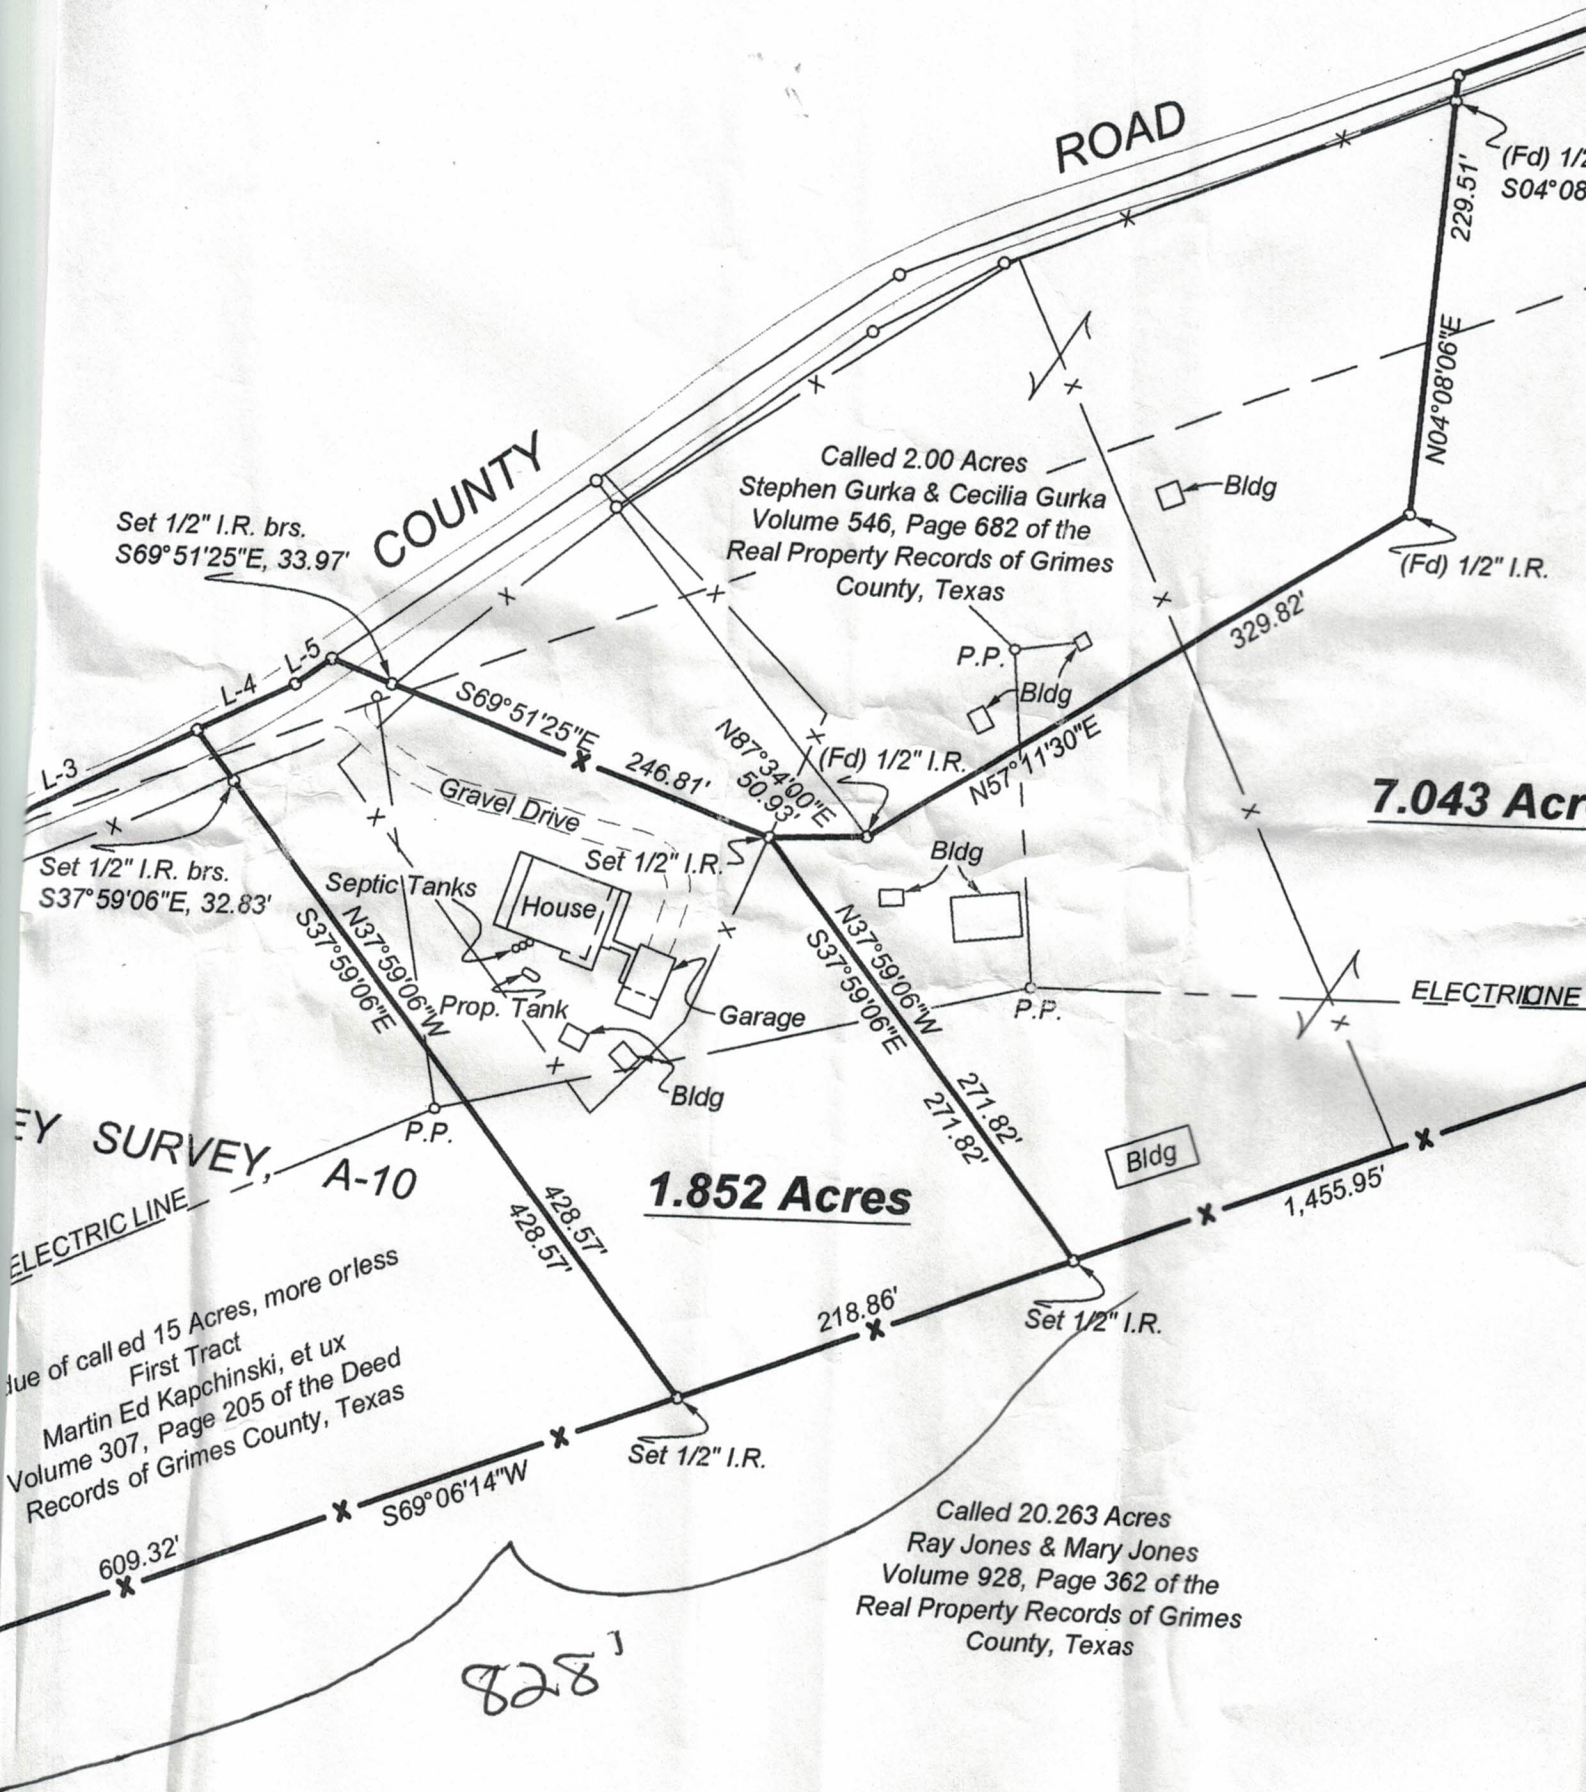 ROAD
(Fd) 1/2
S04°08
229.51'
N04°08'06"E
COUNTY
Called 2.00 Acres
Stephen Gurka & Cecilia Gurka
Volume 546, Page 682 of the
Real Property Records of Grimes
County, Texas
Bldg
Set 1/2" I.R. brs.
S69°51'25"E, 33.97'
(Fd) 1/2" I.R.
329.82'
P.P.
Bldg
L-5
L-4
L-3
S69°51'25"E
246.81'
N87°34'00"E
50.93'
(Fd) 1/2" I.R.
N57°11'30"E
7.043 Acr
Gravel Drive
Set 1/2" I.R.
Bldg
Set 1/2" I.R. brs.
S37°59'06"E, 32.83'
Septic Tanks
House
N37°59'06"W
S37°59'06"E
N37°59'06"W
S37°59'06"E
Prop. Tank
Garage
P.P.
ELECTRIC
Bldg
271.82'
271.82'
EY SURVEY,
A-10
P.P.
Bldg
1.852 Acres
1,455.95'
ELECTRIC LINE
428.57'
428.57'
218.86'
Set 1/2" I.R.
due of called 15 Acres, more orless
First Tract
Martin Ed Kapchinski, et ux
Volume 307, Page 205 of the Deed
Records of Grimes County, Texas
Set 1/2" I.R.
S69°06'14"W
609.32'
Called 20.263 Acres
Ray Jones & Mary Jones
Volume 928, Page 362 of the
Real Property Records of Grimes
County, Texas
828'